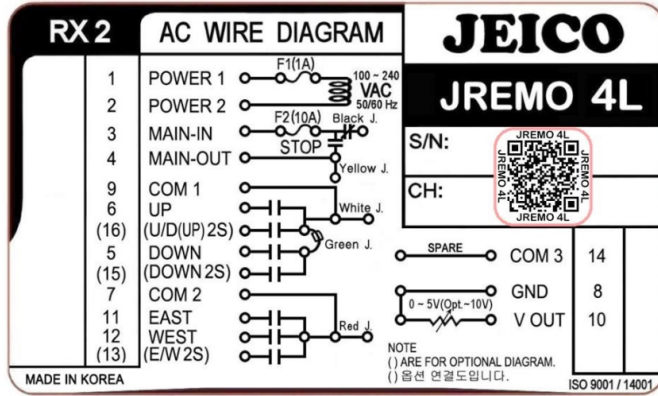 RX 2
AC WIRE DIAGRAM
JEICO
JREMO 4L
1 POWER 1 F1(1A) 100 ~ 240 VAC 50/60 Hz
2 POWER 2
3 MAIN-IN F2(10A) Black J.
STOP
4 MAIN-OUT Yellow J.
9 COM 1
6 UP White J.
(16) (U/D(UP)2S)
Green J.
5 DOWN
(15) (DOWN 2S)
7 COM 2
11 EAST
12 WEST Red J.
(13) (E/W 2S)
S/N:
CH:
JREMO 4L
JREMO 4L
JREMO 4L
JREMO 4L
SPARE COM 3 14
GND 8
0 ~ 5V(Opt.~10V)
V OUT 10
NOTE
( ) ARE FOR OPTIONAL DIAGRAM.
( ) 옵션 연결도입니다.
MADE IN KOREA
ISO 9001 / 14001